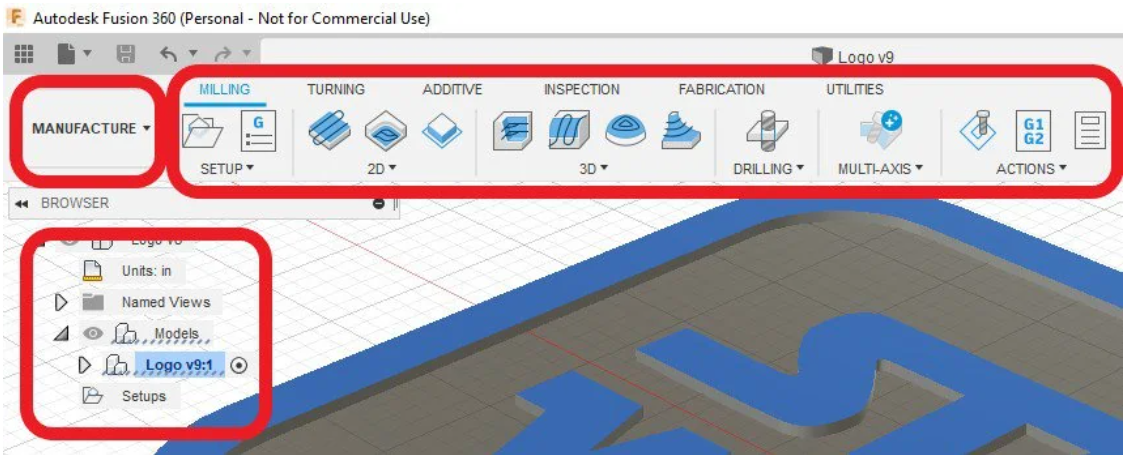 Autodesk Fusion 360 (Personal - Not for Commercial Use)
Logo v9
MANUFACTURE
MILLING TURNING ADDITIVE INSPECTION FABRICATION UTILITIES
G G1
G2
SETUP 2D 3D DRILLING MULTI-AXIS ACTIONS
BROWSER
Units: in
Named Views
Models
Logo v9:1
Setups